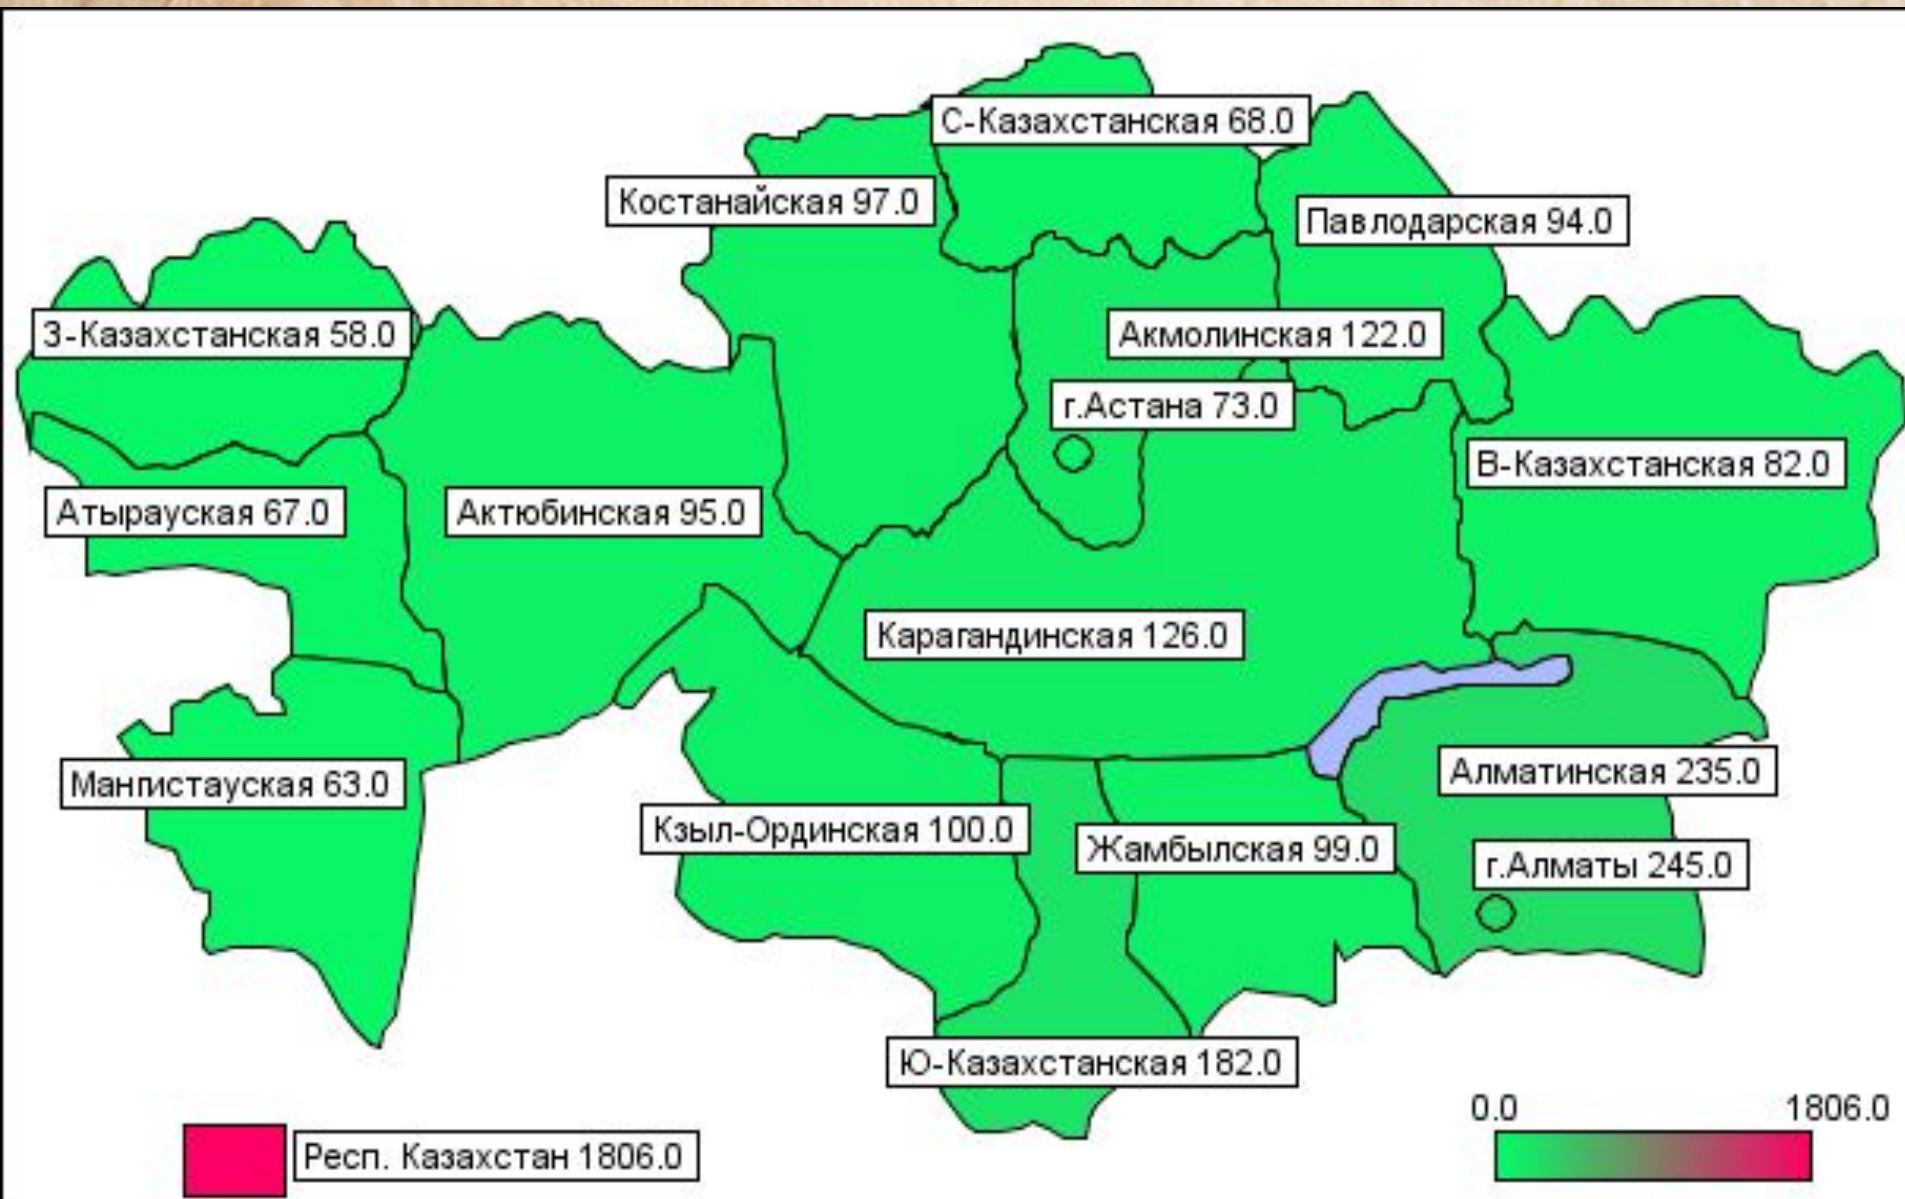 С-Казахстанская 68.0
Костанайская 97.0
Павлодарская 94.0
З-Казахстанская 58.0
Акмолинская 122.0
г.Астана 73.0
В-Казахстанская 82.0
Атырауская 67.0
Актюбинская 95.0
Карагандинская 126.0
Мангистауская 63.0
Алматинская 235.0
Кзыл-Ординская 100.0
Жамбылская 99.0
г.Алматы 245.0
Ю-Казахстанская 182.0
0.0 1806.0
Респ. Казахстан 1806.0